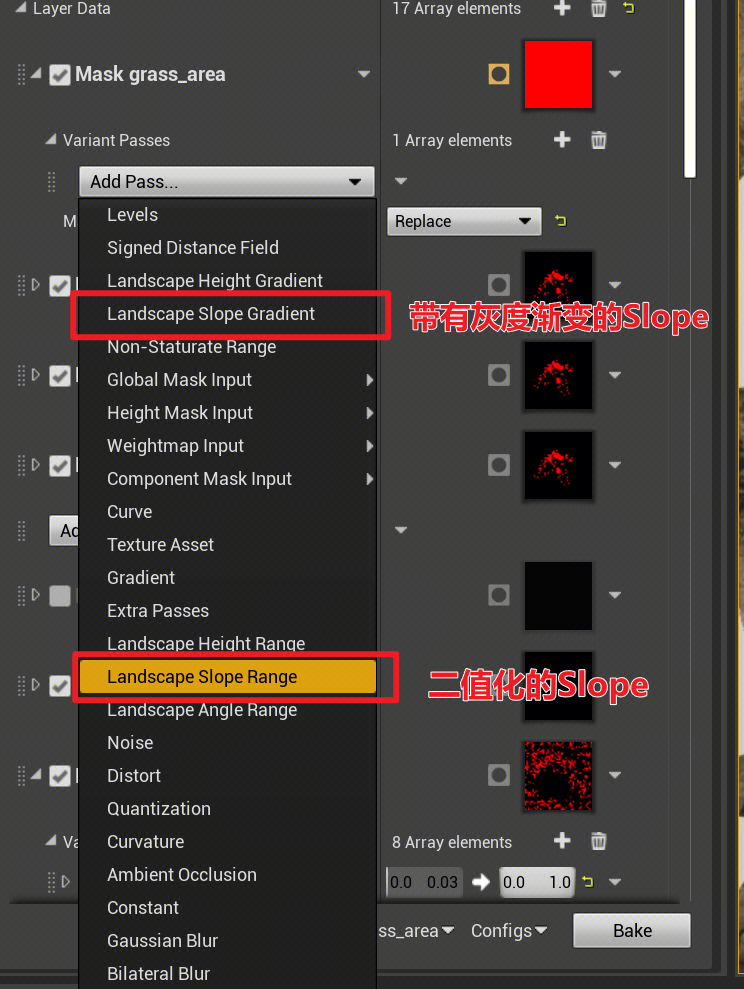 Layer Data
17 Array elements
Mask grass_area
Variant Passes
1 Array elements
Add Pass...
Levels
M
Replace
Signed Distance Field
Landscape Height Gradient
Landscape Slope Gradient
带有灰度渐变的Slope
Non-Staturate Range
Global Mask Input
Height Mask Input
Weightmap Input
Component Mask Input
Curve
Ad
Texture Asset
Gradient
Extra Passes
Landscape Height Range
Landscape Slope Range
二值化的Slope
Landscape Angle Range
Noise
Distort
Quantization
Curvature
Va
8 Array elements
Ambient Occlusion
0.0 0.03
0.0 1.0
Constant
ss_area
Configs
Bake
Gaussian Blur
Bilateral Blur